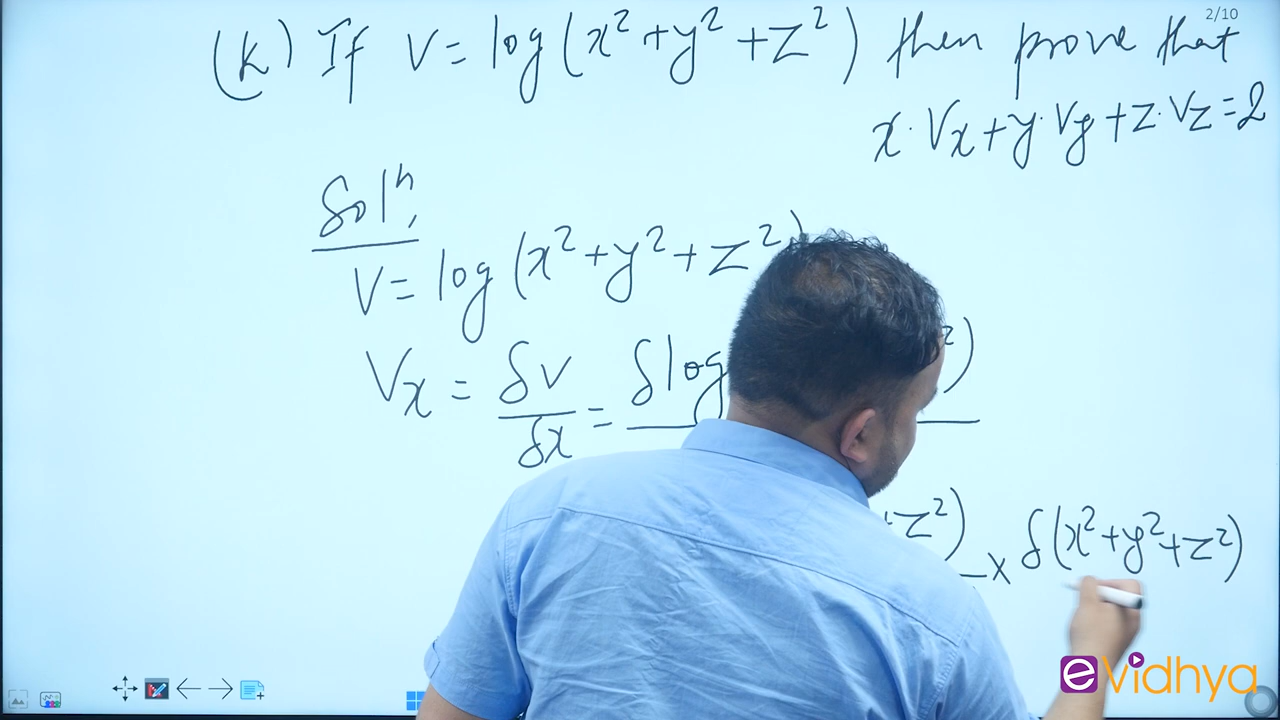 2/10
(k) If V = log(x² + y² + z²) then prove that
x·Vx + y·Vy + z·Vz = 2
Solⁿ,
V = log(x² + y² + z²)
Vx = δV/δx = δlog ²)
+z²) × δ(x² + y² + z²)
eVidhya